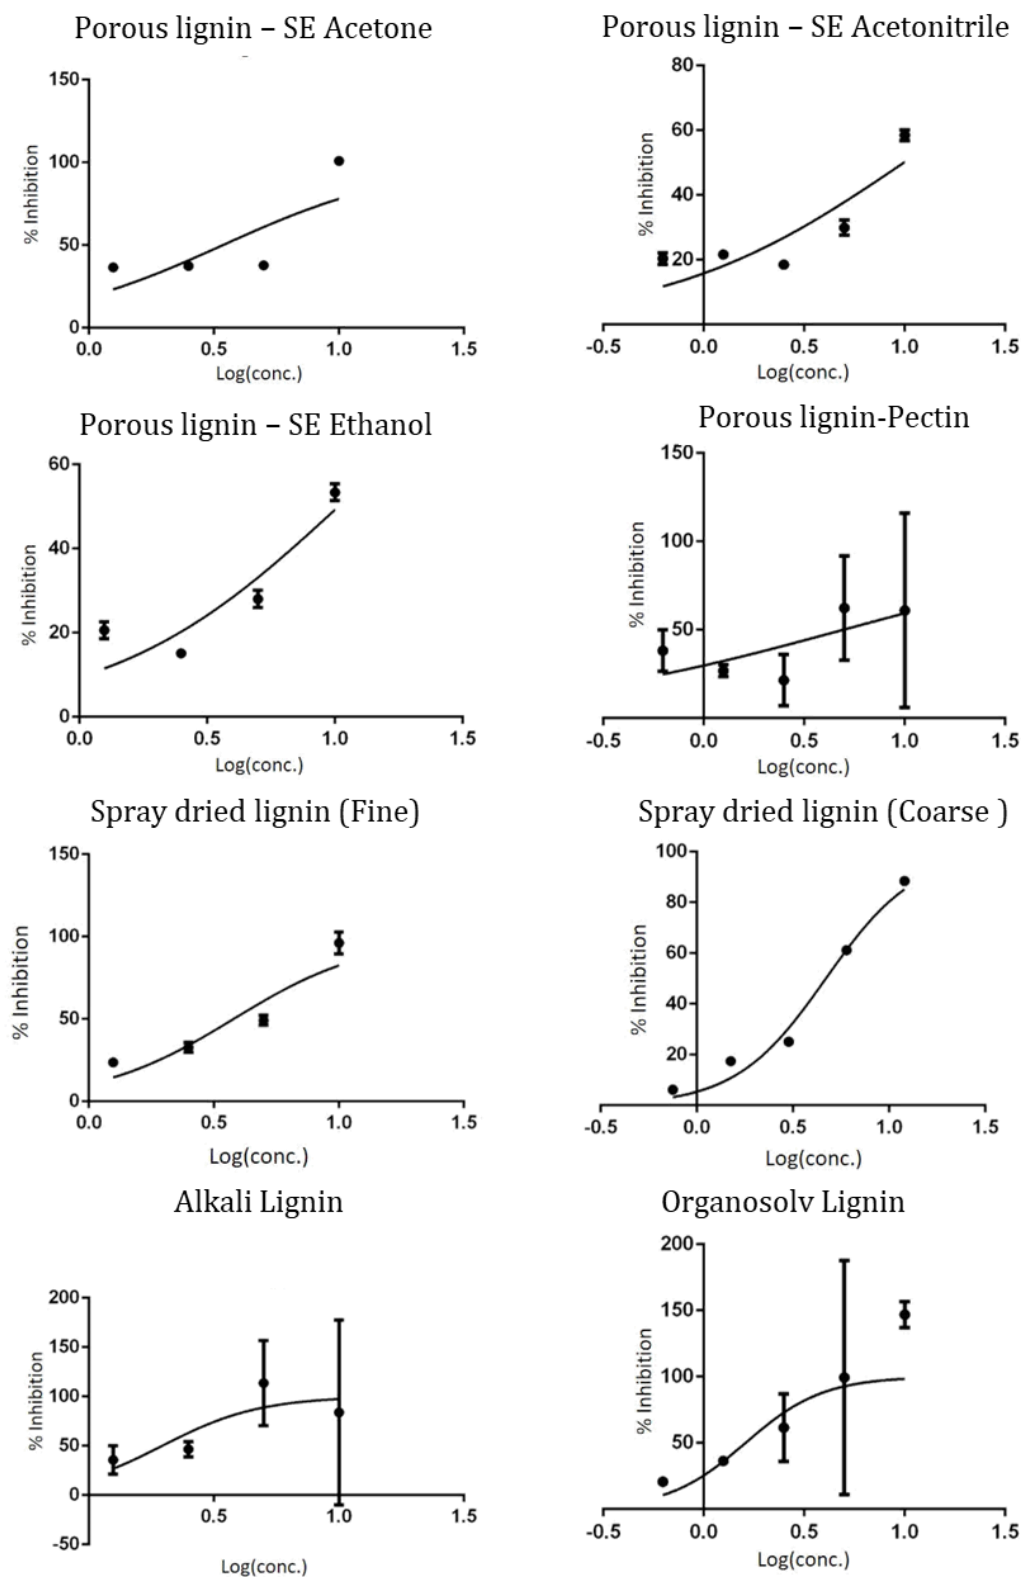 Porous lignin – SE Acetone
150
100
50
0
% Inhibition
0.0 0.5 1.0 1.5
Log(conc.)
Porous lignin – SE Acetonitrile
80
60
40
20
% Inhibition
-0.5 0.0 0.5 1.0 1.5
Log(conc.)
Porous lignin – SE Ethanol
60
40
20
0
% Inhibition
0.0 0.5 1.0 1.5
Log(conc.)
Porous lignin-Pectin
150
100
50
% Inhibition
-0.5 0.0 0.5 1.0 1.5
Log(conc.)
Spray dried lignin (Fine)
150
100
50
0
% Inhibition
0.0 0.5 1.0 1.5
Log(conc.)
Spray dried lignin (Coarse )
100
80
60
40
20
% Inhibition
-0.5 0.0 0.5 1.0 1.5
Log(conc.)
Alkali Lignin
200
150
100
50
0
-50
% Inhibition
0.5 1.0 1.5
Log(conc.)
Organosolv Lignin
200
150
100
50
% Inhibition
-0.5 0.0 0.5 1.0 1.5
Log(conc.)